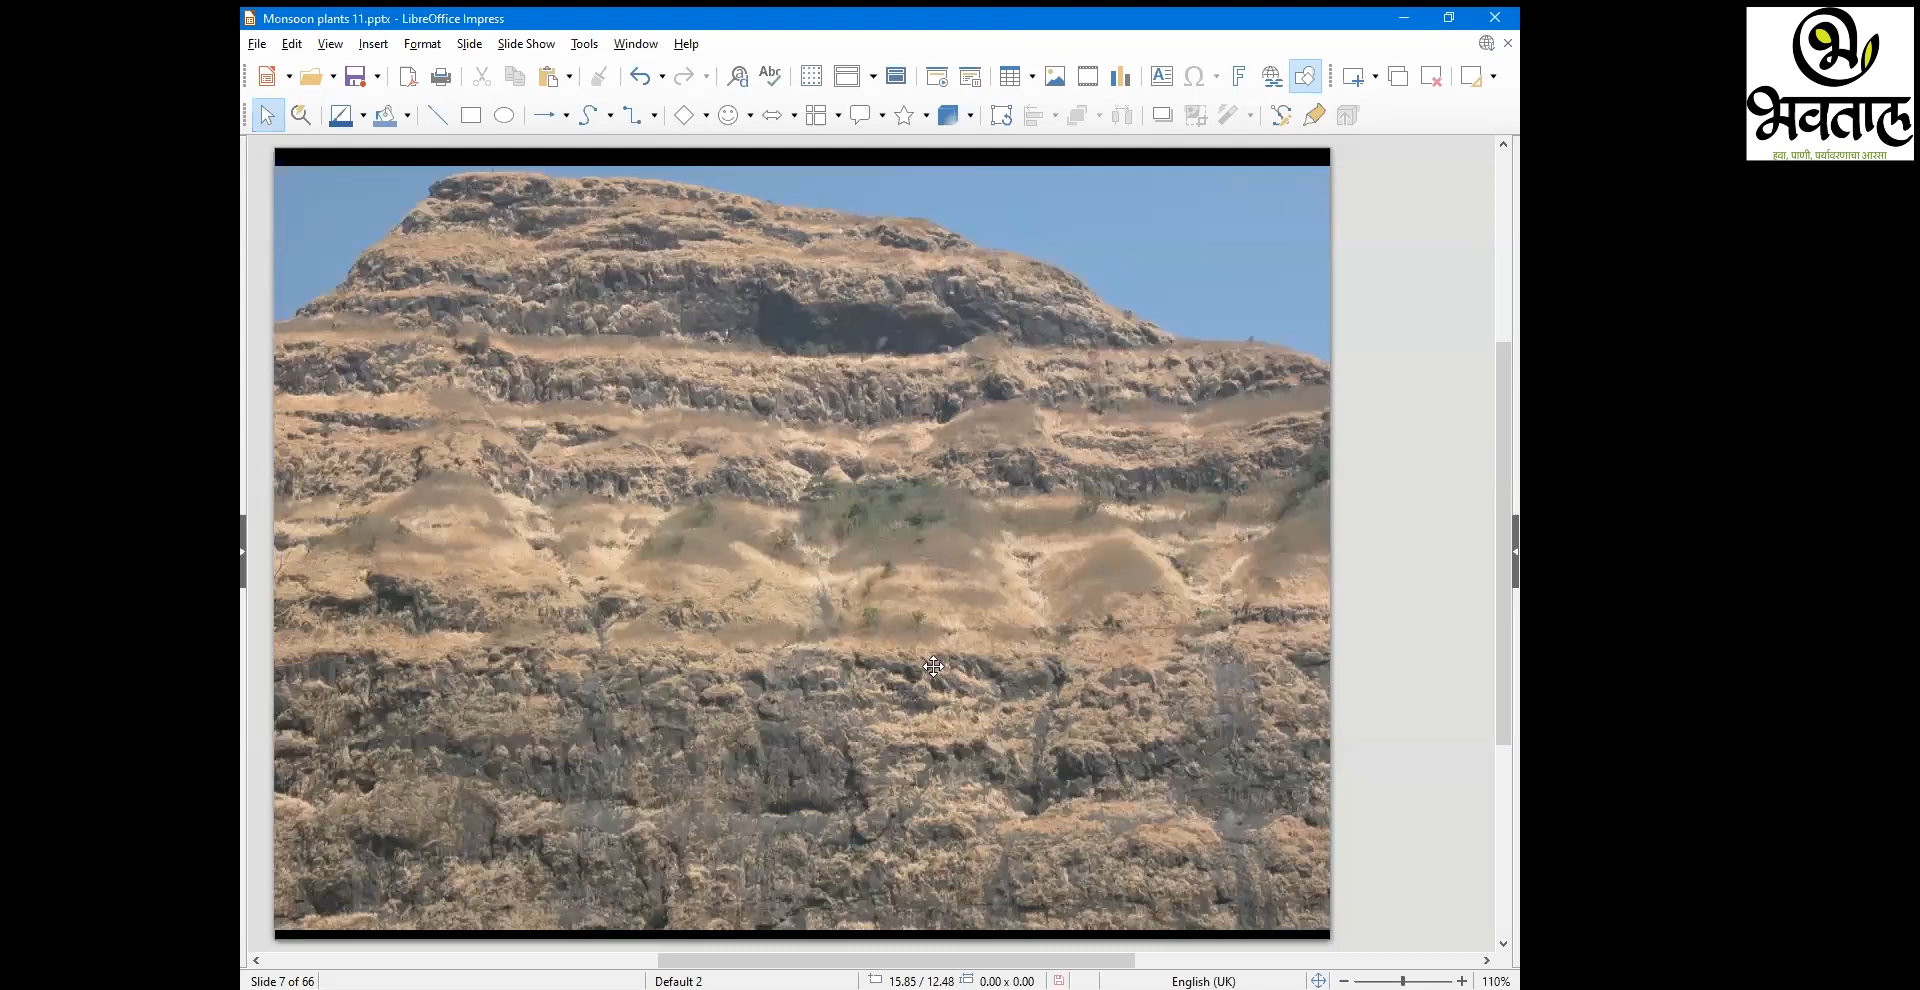 Monsoon plants 11.pptx - LibreOffice Impress
File Edit View Insert Format Slide Slide Show Tools Window Help
Abc
Slide 7 of 66
Default 2
15.85 / 12.48
0.00 x 0.00
English (UK)
110%
भवताल
हवा, पाणी, पर्यावरणाचा आरसा